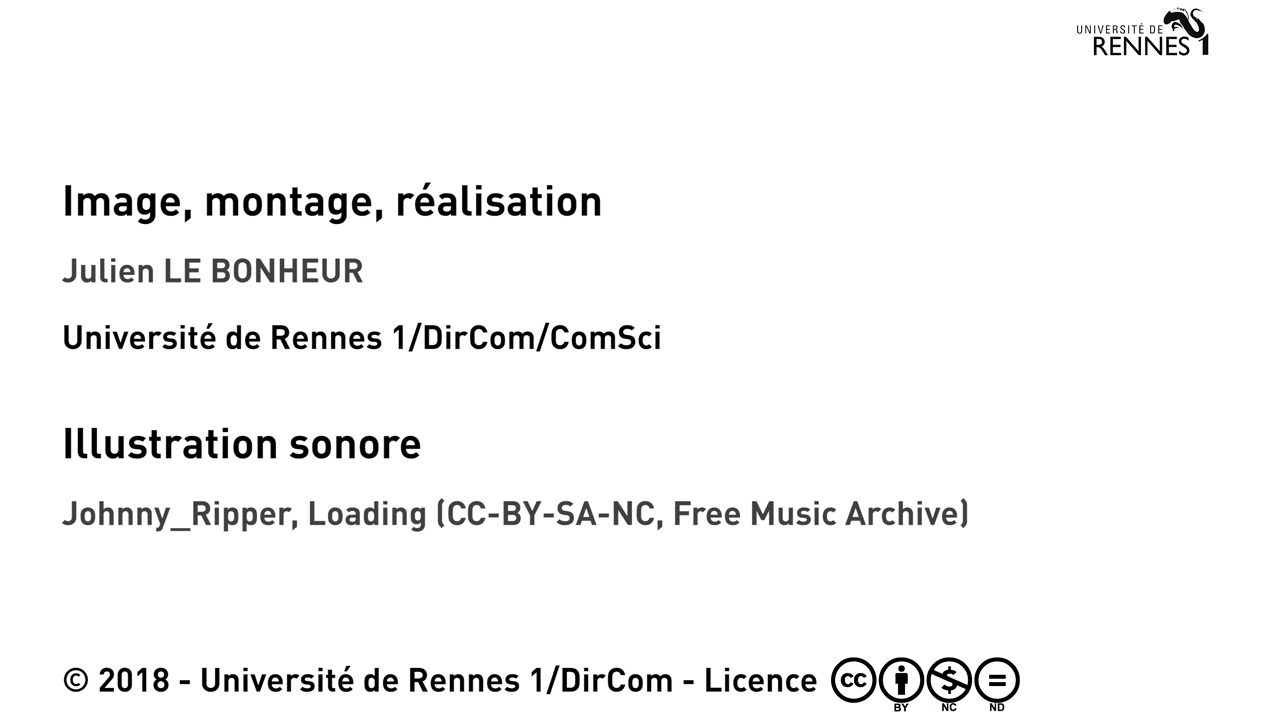 UNIVERSITÉ DE
RENNES 1
Image, montage, réalisation
Julien LE BONHEUR
Université de Rennes 1/DirCom/ComSci
Illustration sonore
Johnny_Ripper, Loading (CC-BY-SA-NC, Free Music Archive)
© 2018 - Université de Rennes 1/DirCom - Licence cc $ =
BY NC ND